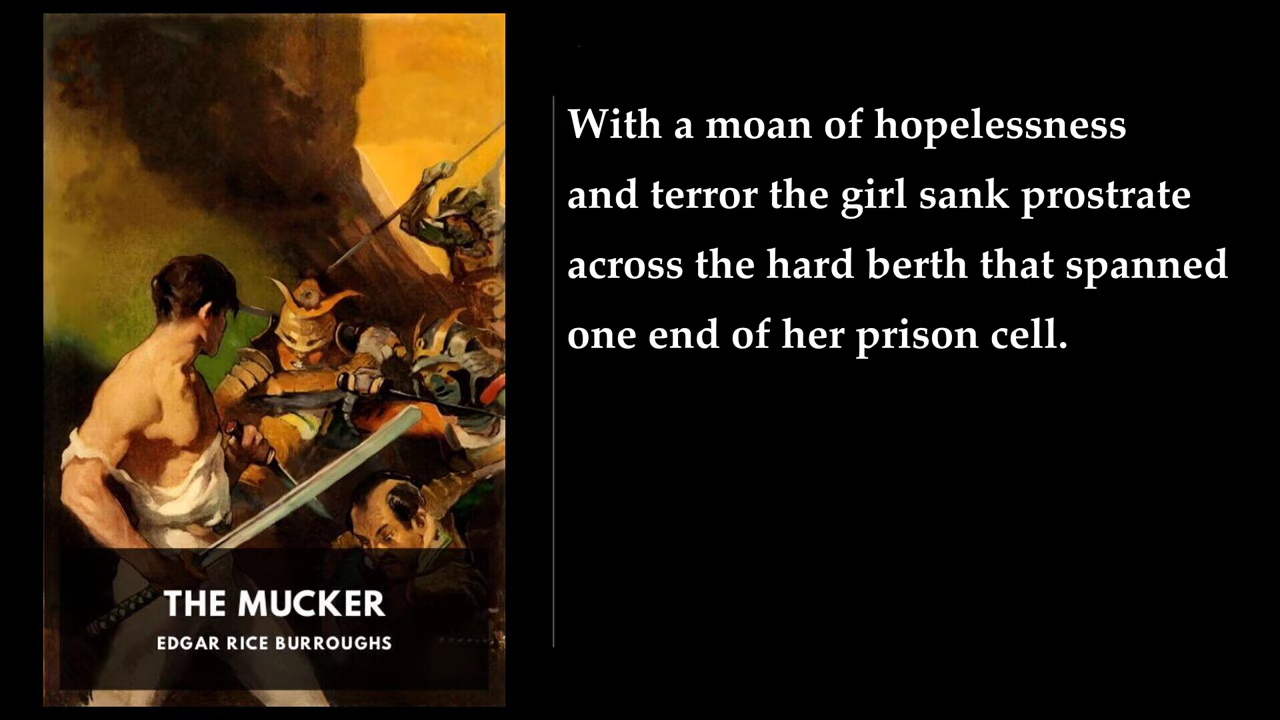 THE MUCKER
EDGAR RICE BURROUGHS
With a moan of hopelessness
and terror the girl sank prostrate
across the hard berth that spanned
one end of her prison cell.